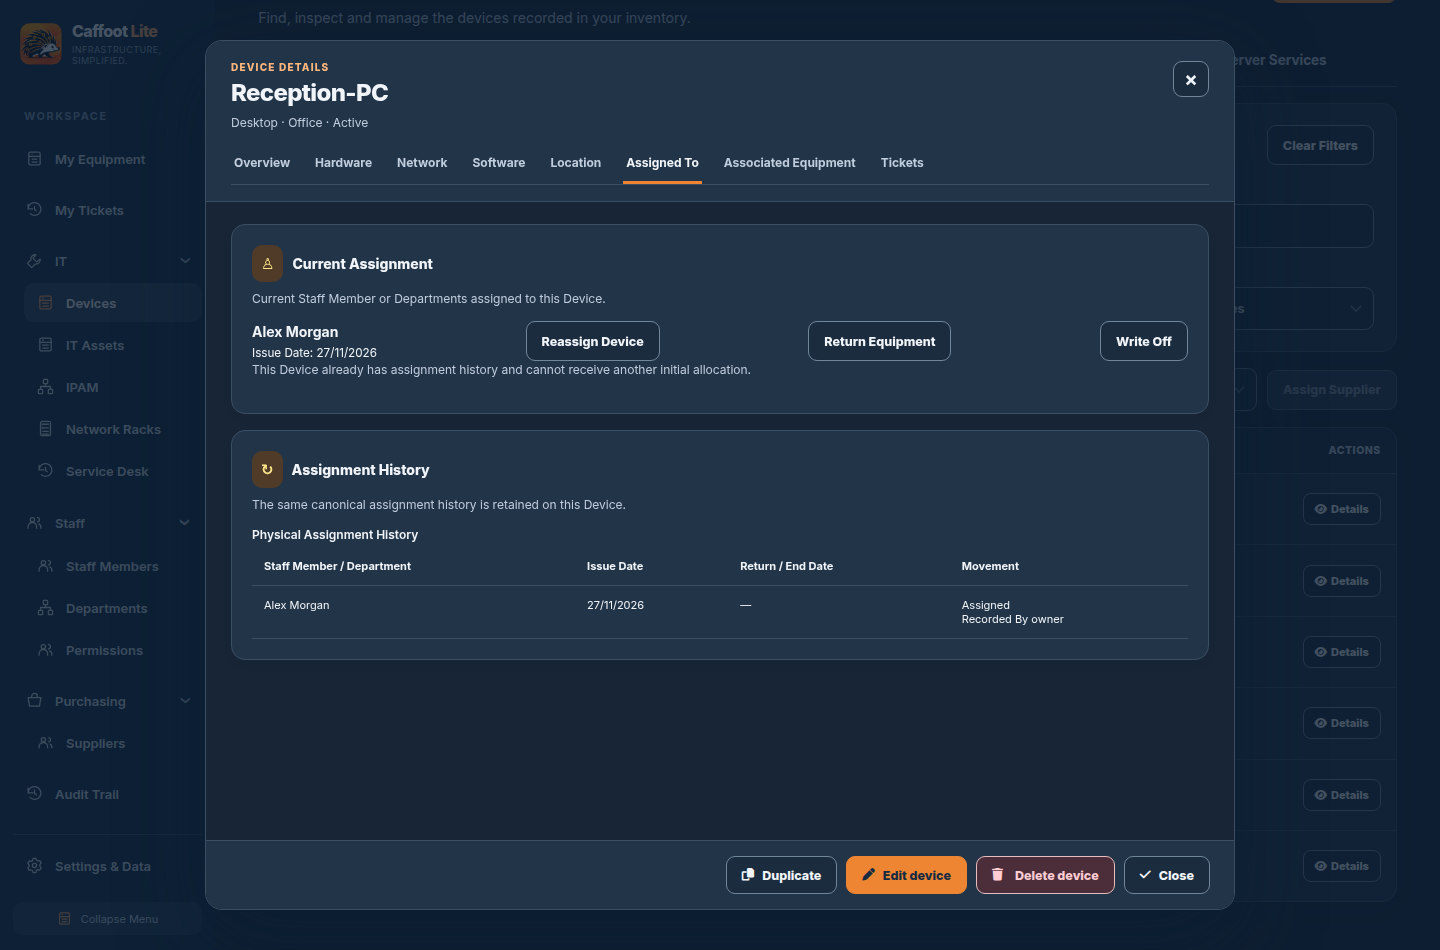 Caffoot Lite
INFRASTRUCTURE,
SIMPLIFIED.
WORKSPACE
My Equipment
My Tickets
IT
Devices
IT Assets
IPAM
Network Racks
Service Desk
Staff
Staff Members
Departments
Permissions
Purchasing
Suppliers
Audit Trail
Settings & Data
Collapse Menu
Find, inspect and manage the devices recorded in your inventory.
DEVICE DETAILS
Reception-PC
Desktop · Office · Active
Overview Hardware Network Software Location Assigned To Associated Equipment Tickets
Current Assignment
Current Staff Member or Departments assigned to this Device.
Alex Morgan
Issue Date: 27/11/2026
Reassign Device Return Equipment Write Off
This Device already has assignment history and cannot receive another initial allocation.
Assignment History
The same canonical assignment history is retained on this Device.
Physical Assignment History
Staff Member / Department Issue Date Return / End Date Movement
Alex Morgan 27/11/2026 — Assigned
Recorded By owner
Duplicate Edit device Delete device Close
Services
Clear Filters
Assign Supplier
ACTIONS
Details
Details
Details
Details
Details
Details